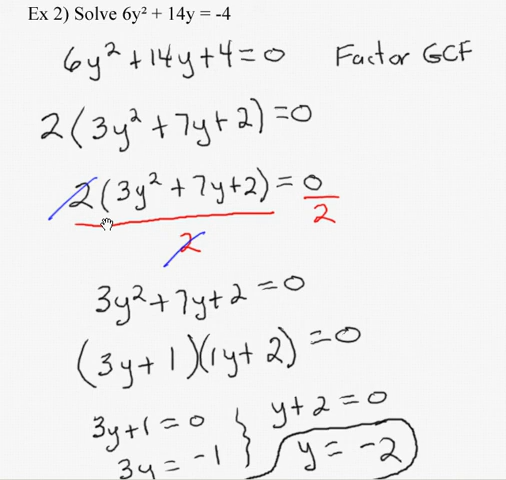 Ex 2) Solve 6y² + 14y = -4
6y² + 14y + 4 = 0 Factor GCF
2(3y² + 7y + 2) = 0
2(3y² + 7y + 2) = 0
2 2
3y² + 7y + 2 = 0
(3y + 1)(1y + 2) = 0
3y + 1 = 0 } y + 2 = 0
3y = -1 y = -2